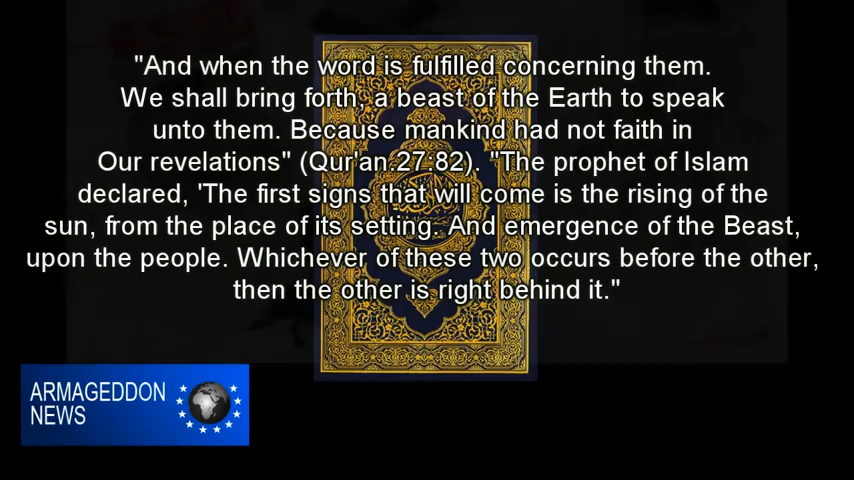 "And when the word is fulfilled concerning them.
We shall bring forth, a beast of the Earth to speak
unto them. Because mankind had not faith in
Our revelations" (Qur'an 27:82). "The prophet of Islam
declared, 'The first signs that will come is the rising of the
sun, from the place of its setting. And emergence of the Beast,
upon the people. Whichever of these two occurs before the other,
then the other is right behind it."
ARMAGEDDON
NEWS